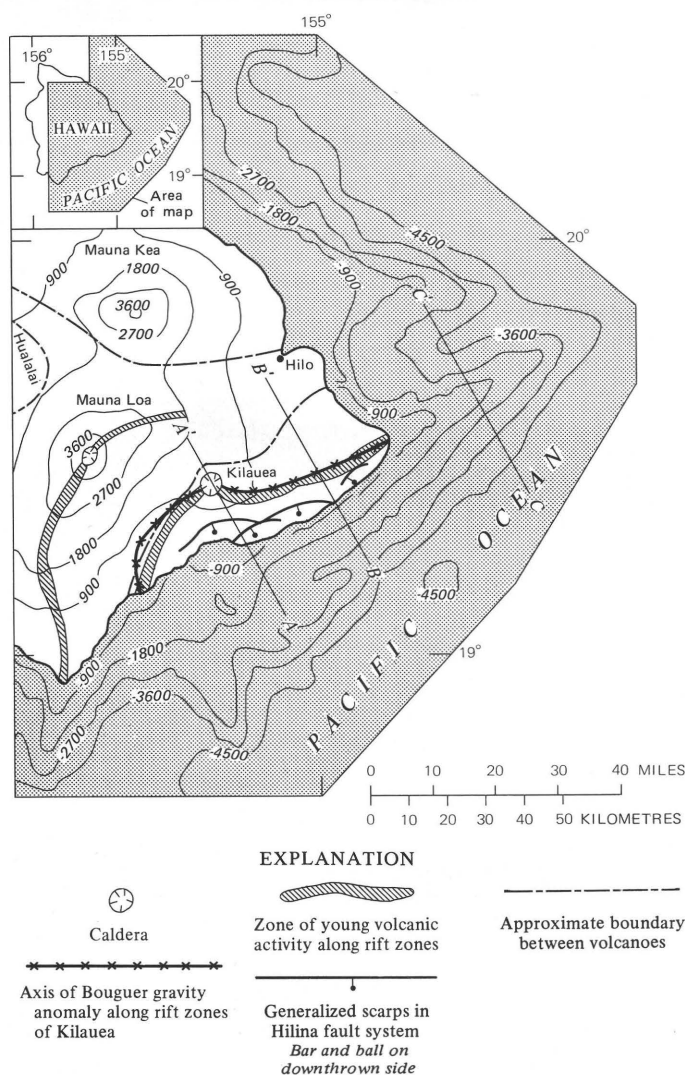 155°
156°
155°
20°
HAWAII
PACIFIC OCEAN
19°
Area
of map
-2700
-1800
-4500
20°
-900
C'
-3600
Mauna Kea
900
1800
900
3600
2700
Hualalai
Hilo
B'
Mauna Loa
-900
A'
3600
Kilauea
2700
1800
900
C
OCEAN
-900
B
-4500
A
19°
PACIFIC
-900
-1800
-3600
-2700
-4500
0 10 20 30 40 MILES
0 10 20 30 40 50 KILOMETRES
EXPLANATION
Caldera
Zone of young volcanic
activity along rift zones
Approximate boundary
between volcanoes
Axis of Bouguer gravity
anomaly along rift zones
of Kilauea
Generalized scarps in
Hilina fault system
Bar and ball on
downthrown side